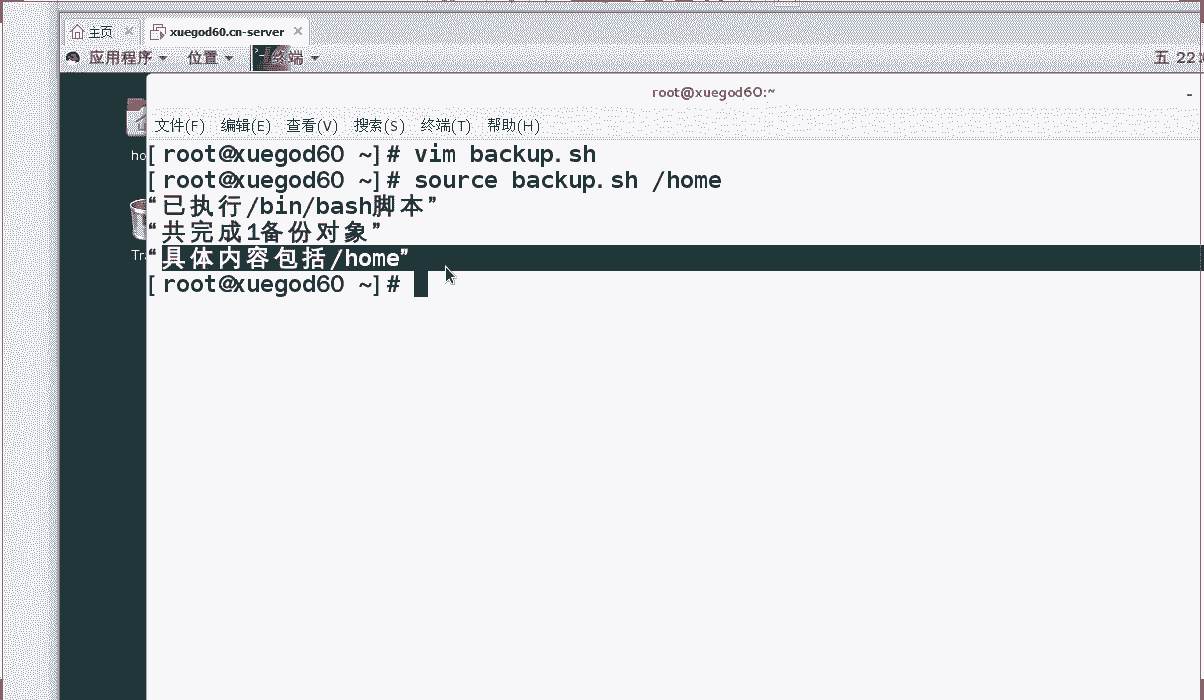 主页 × xuegod60.cn-server ×
应用程序 位置 终端 五 22
root@xuegod60:~ -
文件(F) 编辑(E) 查看(V) 搜索(S) 终端(T) 帮助(H)
[root@xuegod60 ~]# vim backup.sh
[root@xuegod60 ~]# source backup.sh /home
“已执行/bin/bash脚本”
“共完成1备份对象”
“具体内容包括/home”
[root@xuegod60 ~]#